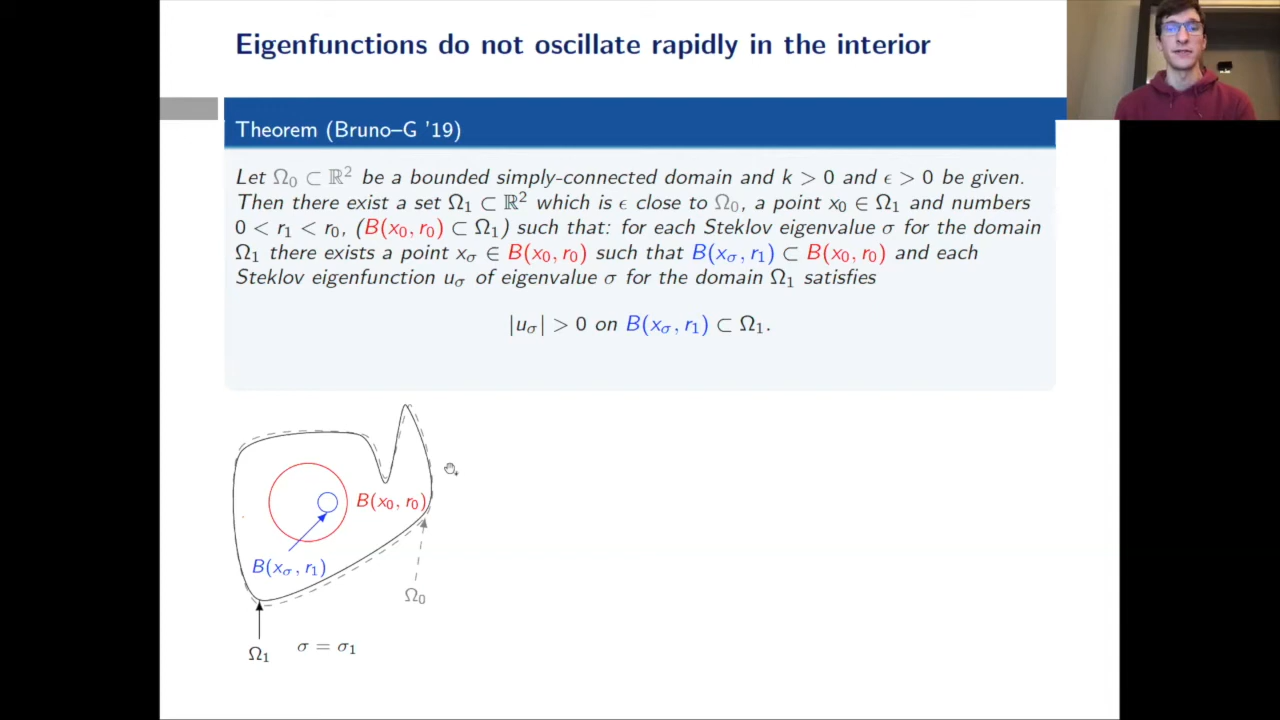 Eigenfunctions do not oscillate rapidly in the interior
Theorem (Bruno–G '19)
Let Ω₀ ⊂ ℝ² be a bounded simply-connected domain and k > 0 and ϵ > 0 be given.
Then there exist a set Ω₁ ⊂ ℝ² which is ϵ close to Ω₀, a point x₀ ∈ Ω₁ and numbers
0 < r₁ < r₀, (B(x₀, r₀) ⊂ Ω₁) such that: for each Steklov eigenvalue σ for the domain
Ω₁ there exists a point x_σ ∈ B(x₀, r₀) such that B(x_σ, r₁) ⊂ B(x₀, r₀) and each
Steklov eigenfunction u_σ of eigenvalue σ for the domain Ω₁ satisfies
|u_σ| > 0 on B(x_σ, r₁) ⊂ Ω₁.
B(x₀, r₀)
B(x_σ, r₁)
Ω₀
Ω₁
σ = σ₁